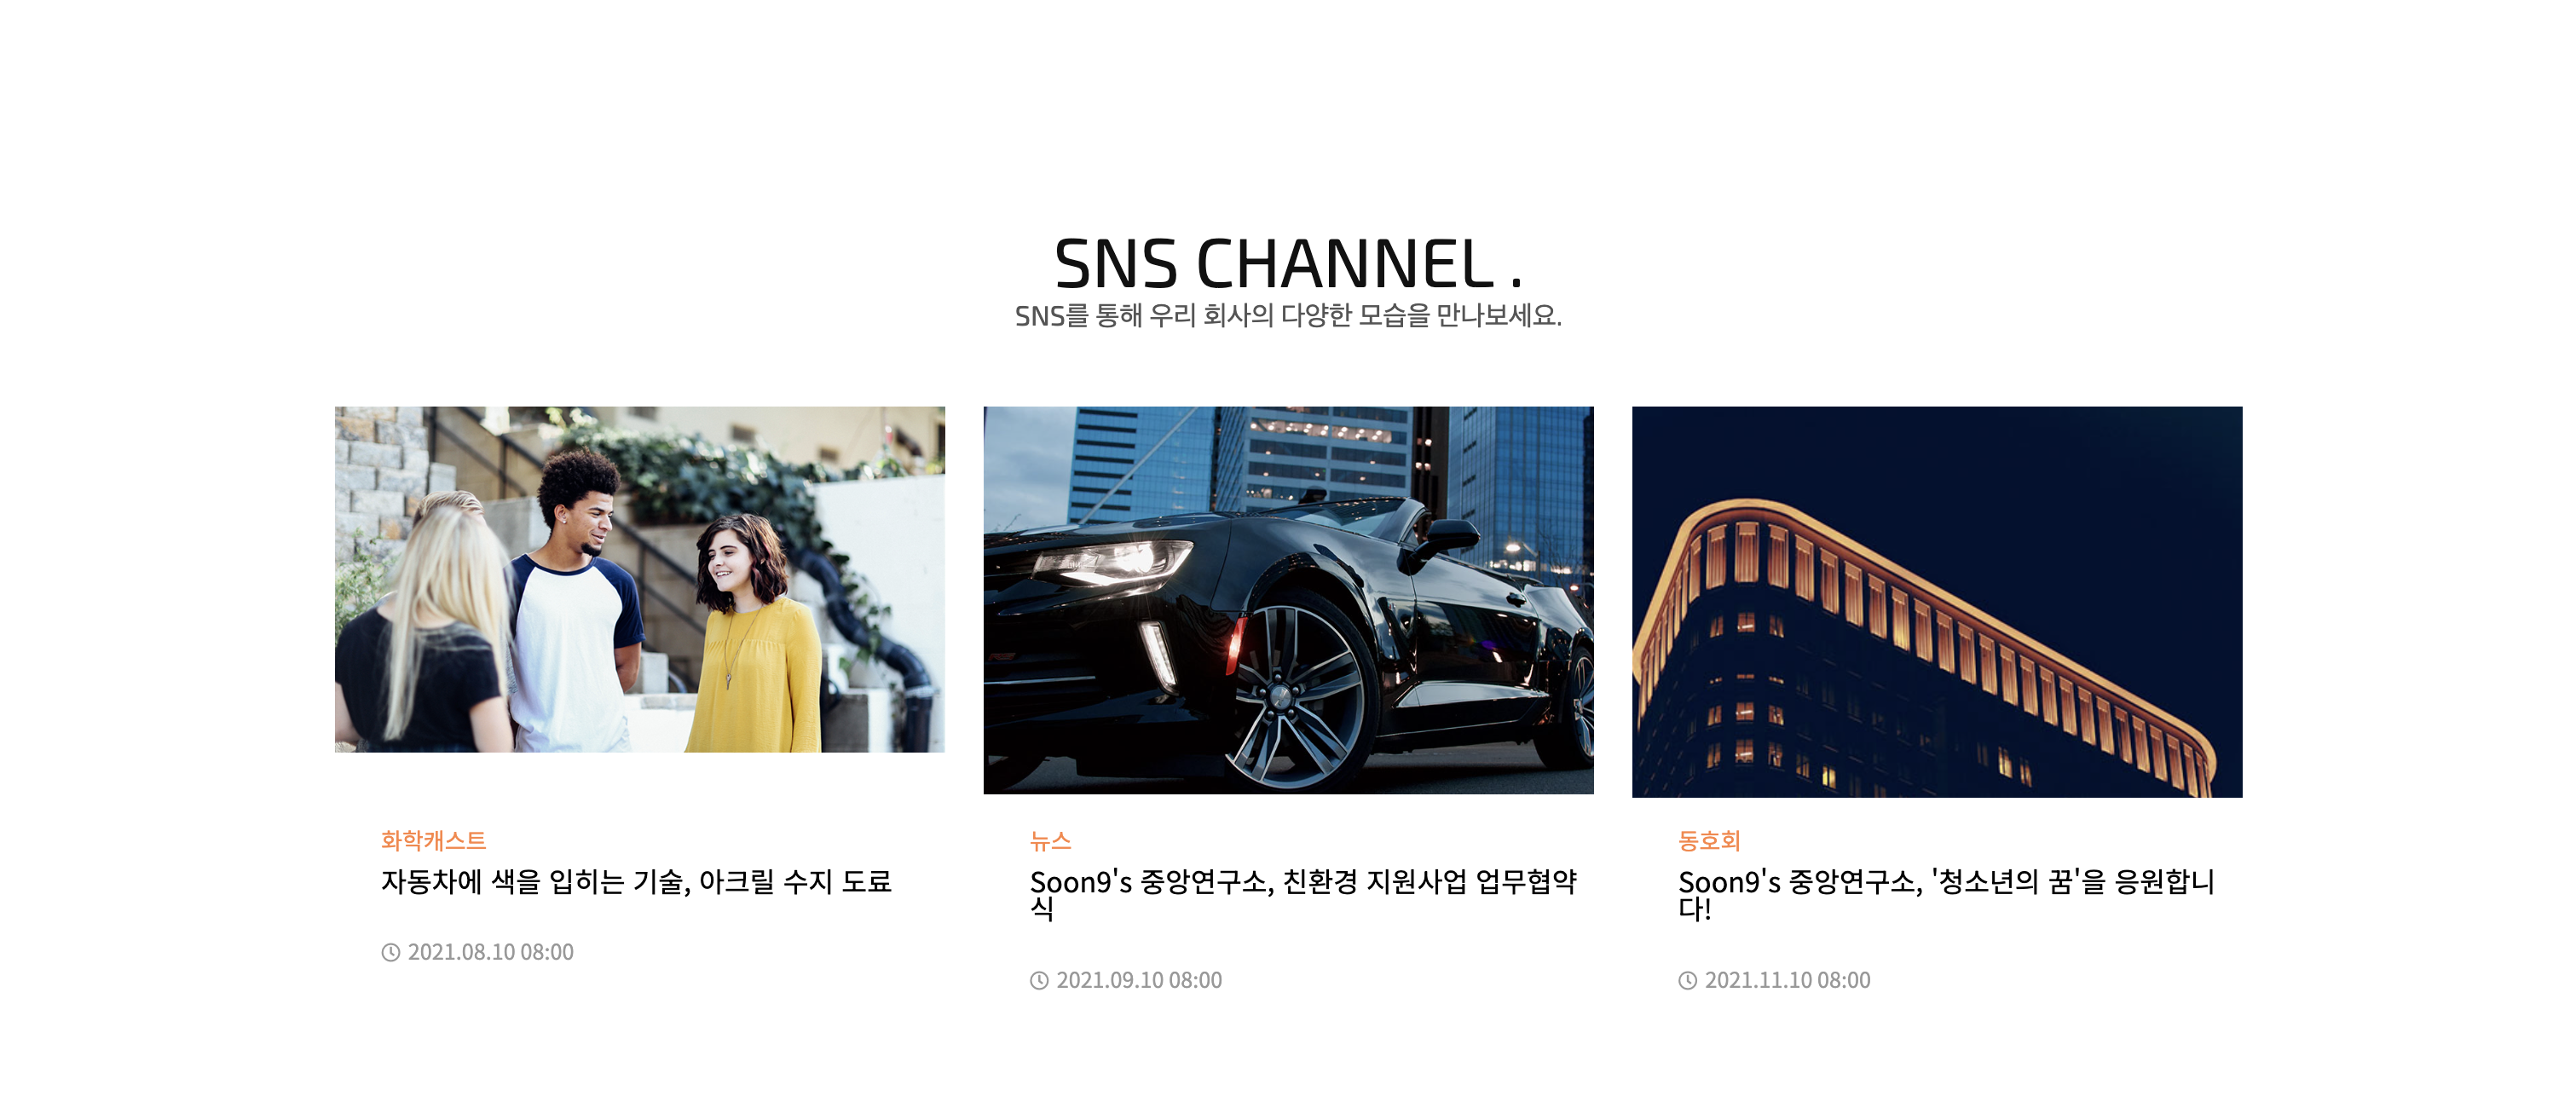 SNS CHANNEL .
SNS를 통해 우리 회사의 다양한 모습을 만나보세요.
화학캐스트
자동차에 색을 입히는 기술, 아크릴 수지 도료
2021.08.10 08:00
뉴스
Soon9's 중앙연구소, 친환경 지원사업 업무협약
식
2021.09.10 08:00
동호회
Soon9's 중앙연구소, '청소년의 꿈'을 응원합니
다!
2021.11.10 08:00